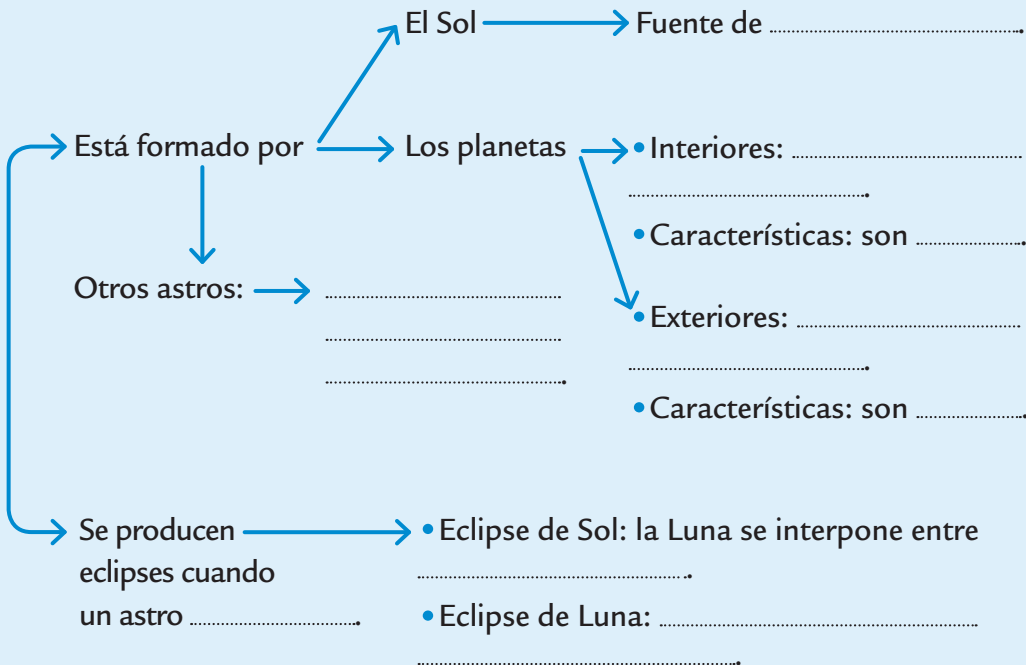 El Sol
Fuente de ........................................
Está formado por
Los planetas
• Interiores: ........................................
.........................................
• Características: son ....................
Otros astros:
........................................
........................................
.........................................
• Exteriores: ........................................
.........................................
• Características: son ....................
Se producen
eclipses cuando
un astro .............................
• Eclipse de Sol: la Luna se interpone entre
........................................ .
• Eclipse de Luna: ........................................
.........................................